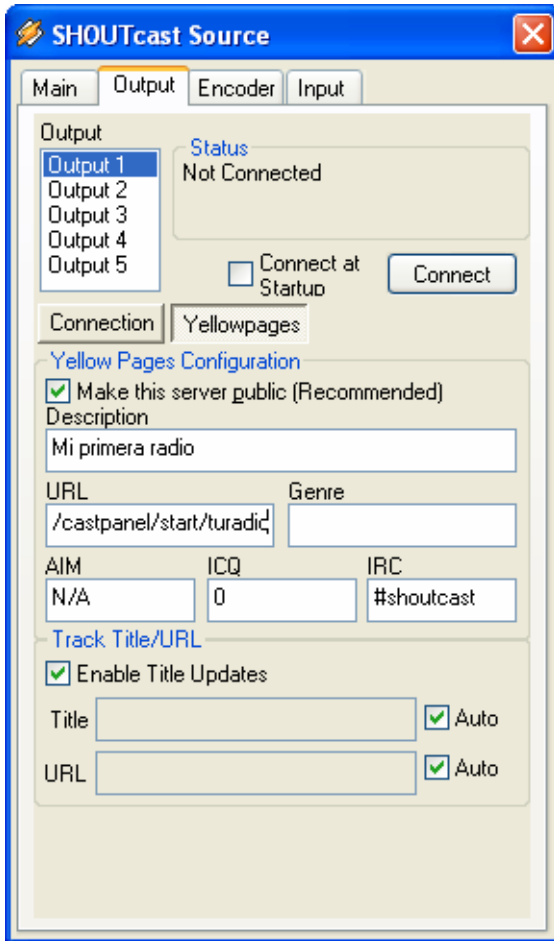 SHOUTcast Source
Main Output Encoder Input
Output
Output 1
Output 2
Output 3
Output 4
Output 5
Status
Not Connected
Connect at
Startup
Connect
Connection Yellowpages
Yellow Pages Configuration
Make this server public (Recommended)
Description
Mi primera radio
URL Genre
/castpanel/start/turadio
AIM ICQ IRC
N/A 0 #shoutcast
Track Title/URL
Enable Title Updates
Title Auto
URL Auto